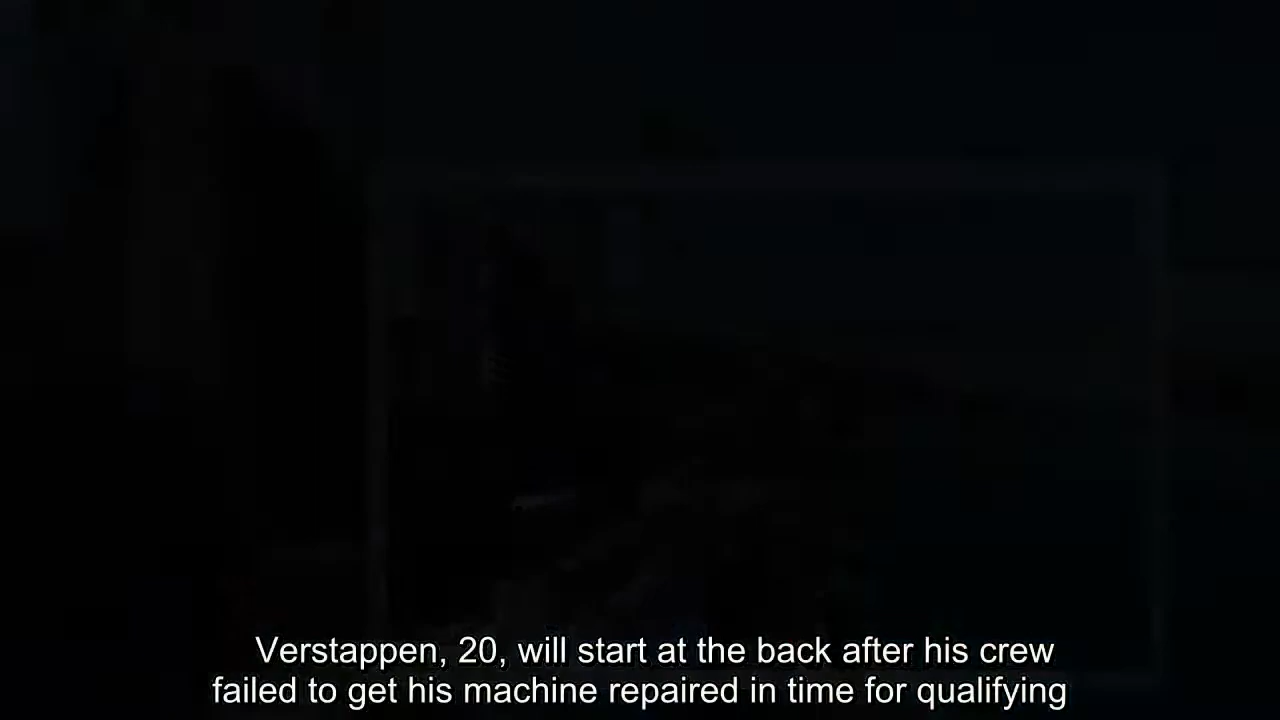 Verstappen, 20, will start at the back after his crew
failed to get his machine repaired in time for qualifying